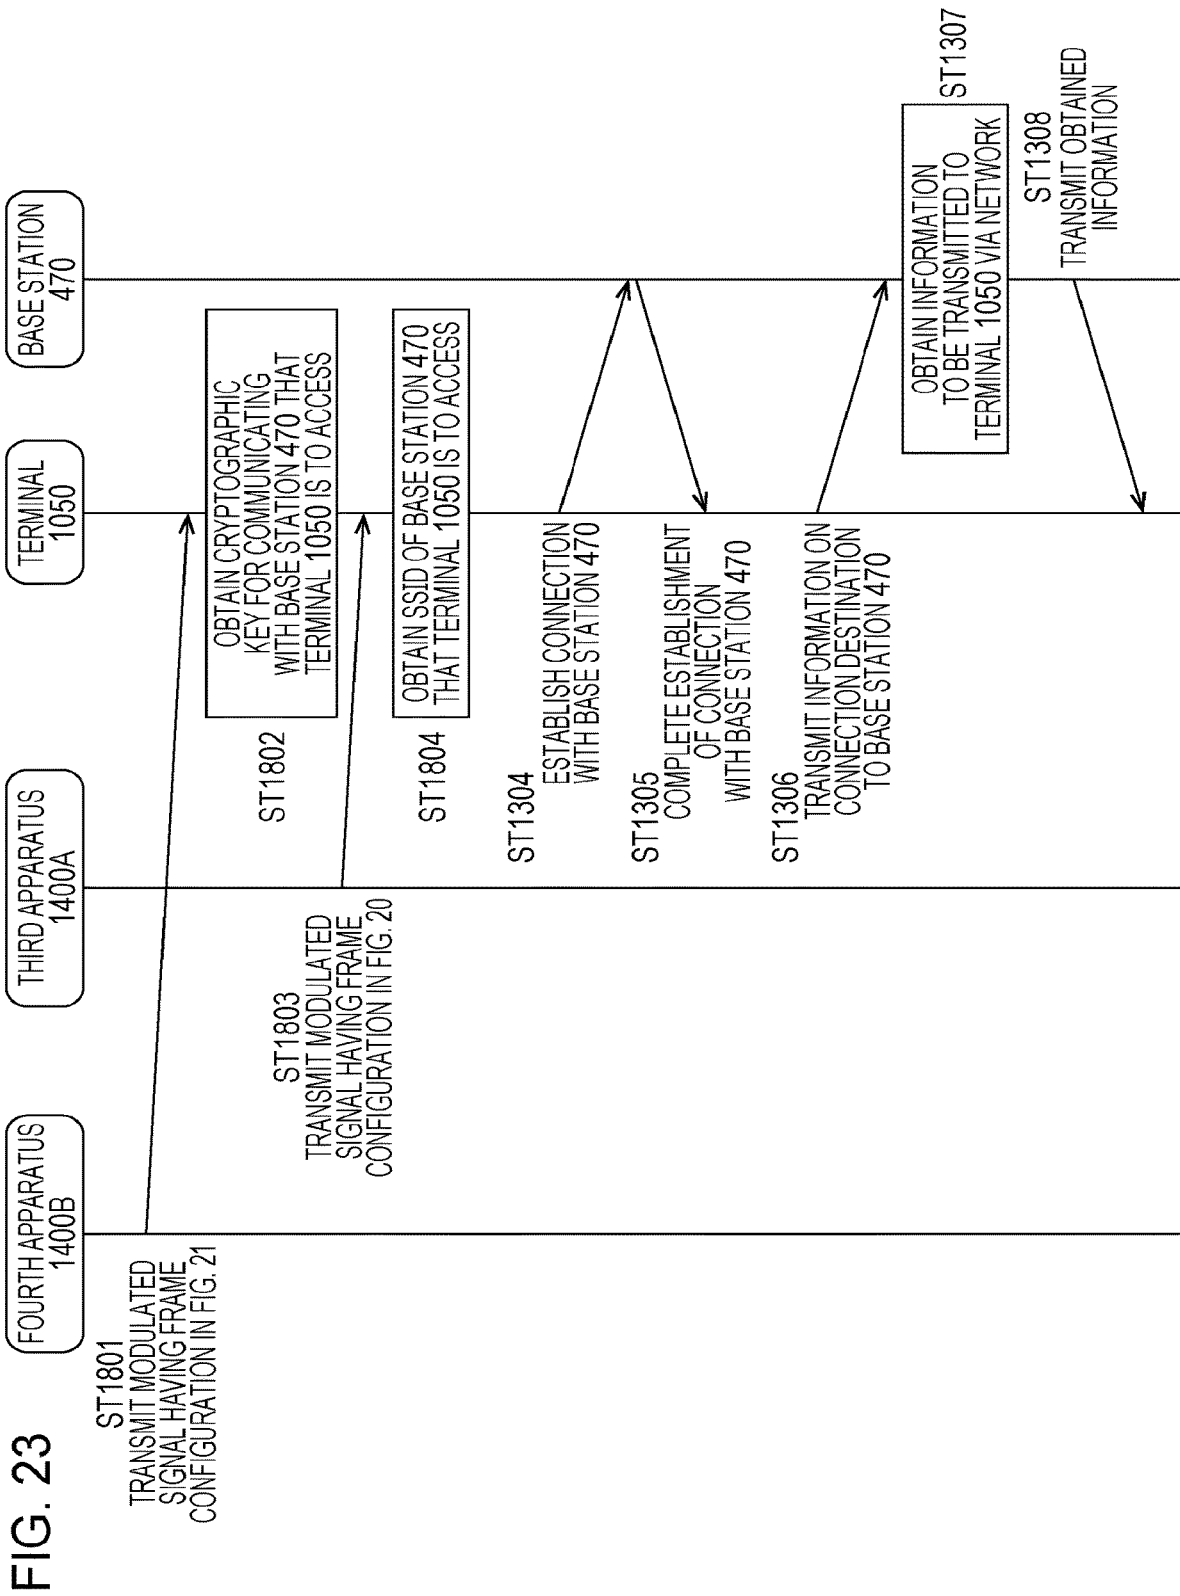 FIG. 23
FOURTH APPARATUS
1400B
THIRD APPARATUS
1400A
TERMINAL
1050
BASE STATION
470
ST1801
TRANSMIT MODULATED
SIGNAL HAVING FRAME
CONFIGURATION IN FIG. 21
ST1802
OBTAIN CRYPTOGRAPHIC
KEY FOR COMMUNICATING
WITH BASE STATION 470 THAT
TERMINAL 1050 IS TO ACCESS
ST1803
TRANSMIT MODULATED
SIGNAL HAVING FRAME
CONFIGURATION IN FIG. 20
ST1804
OBTAIN SSID OF BASE STATION 470
THAT TERMINAL 1050 IS TO ACCESS
ST1304
ESTABLISH CONNECTION
WITH BASE STATION 470
ST1305
COMPLETE ESTABLISHMENT
OF CONNECTION
WITH BASE STATION 470
ST1306
TRANSMIT INFORMATION ON
CONNECTION DESTINATION
TO BASE STATION 470
OBTAIN INFORMATION
TO BE TRANSMITTED TO
TERMINAL 1050 VIA NETWORK
ST1307
ST1308
TRANSMIT OBTAINED
INFORMATION